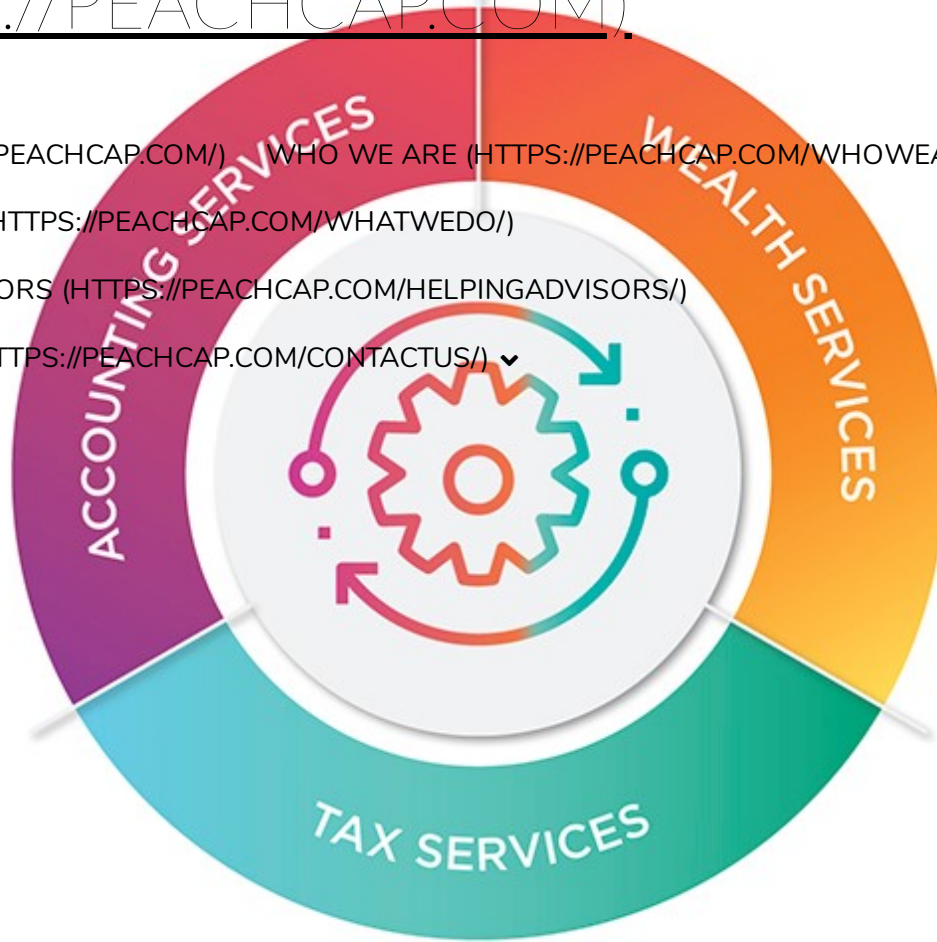 ://PEACHCAP.COM)
PEACHCAP.COM/) WHO WE ARE (HTTPS://PEACHCAP.COM/WHOWEA
HTTPS://PEACHCAP.COM/WHATWEDO/)
ORS (HTTPS://PEACHCAP.COM/HELPINGADVISORS/)
TTPS://PEACHCAP.COM/CONTACTUS/)
ACCOUNTING SERVICES
WEALTH SERVICES
TAX SERVICES